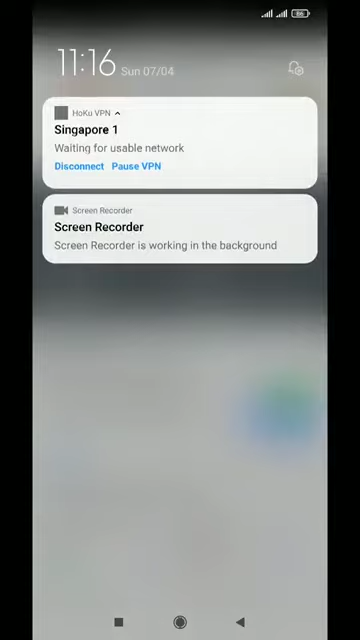 86
11:16 Sun 07/04
HoKu VPN
Singapore 1
Waiting for usable network
Disconnect Pause VPN
Screen Recorder
Screen Recorder
Screen Recorder is working in the background